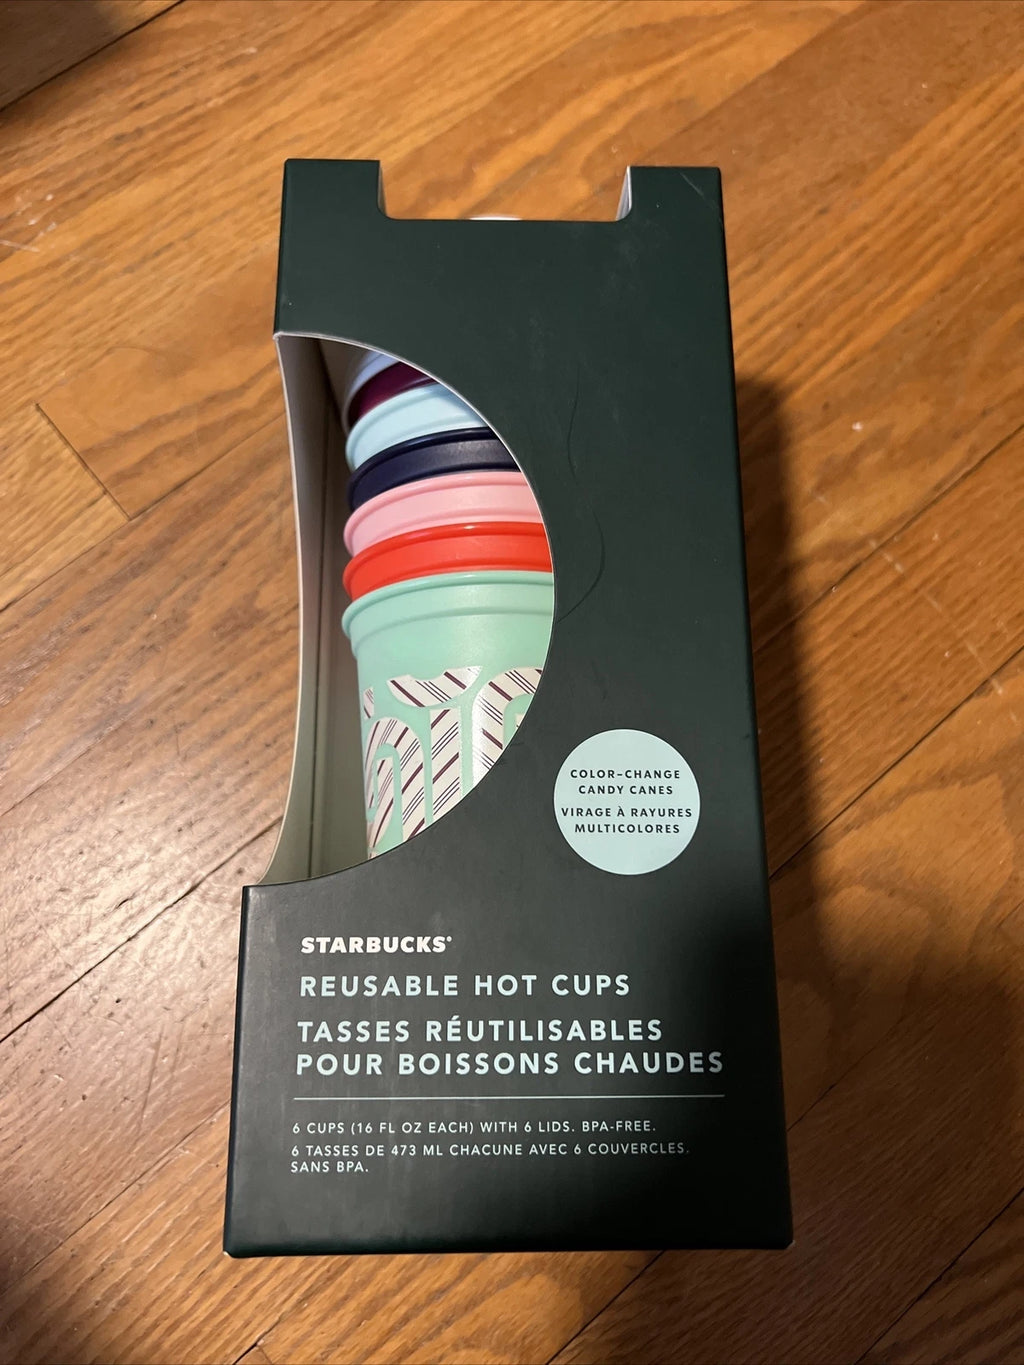 COLOR-CHANGE
CANDY CANES
VIRAGE À RAYURES
MULTICOLORES
STARBUCKS®
REUSABLE HOT CUPS
TASSES RÉUTILISABLES
POUR BOISSONS CHAUDES
6 CUPS (16 FL OZ EACH) WITH 6 LIDS. BPA-FREE.
6 TASSES DE 473 ML CHACUNE AVEC 6 COUVERCLES.
SANS BPA.